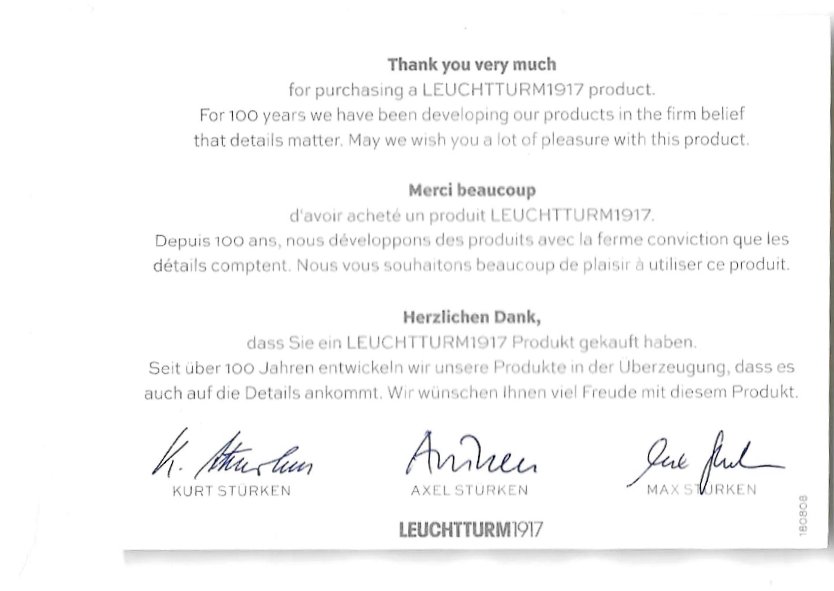 Thank you very much
for purchasing a LEUCHTTURM1917 product.
For 100 years we have been developing our products in the firm belief
that details matter. May we wish you a lot of pleasure with this product.
Merci beaucoup
d'avoir acheté un produit LEUCHTTURM1917.
Depuis 100 ans, nous développons des produits avec la ferme conviction que les
détails comptent. Nous vous souhaitons beaucoup de plaisir à utiliser ce produit.
Herzlichen Dank,
dass Sie ein LEUCHTTURM1917 Produkt gekauft haben.
Seit über 100 Jahren entwickeln wir unsere Produkte in der Überzeugung, dass es
auch auf die Details ankommt. Wir wünschen Ihnen viel Freude mit diesem Produkt.
KURT STÜRKEN AXEL STÜRKEN MAX STÜRKEN
LEUCHTTURM1917
180808